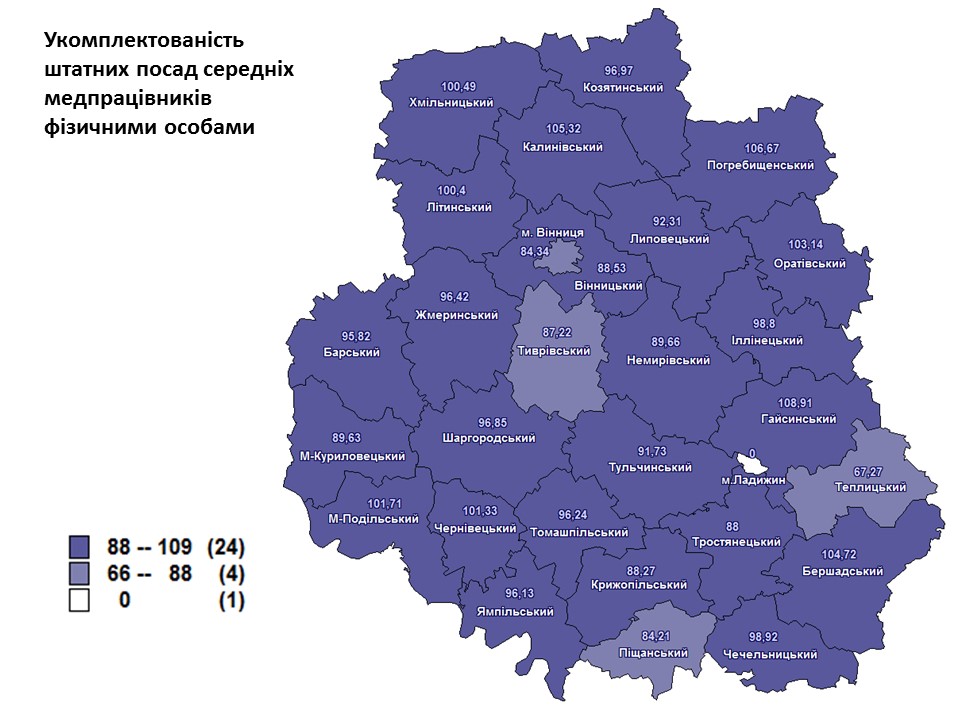 Укомплектованість
штатних посад середніх
медпрацівників
фізичними особами
96,97
Козятинський
100,49
Хмільницький
105,32
Калинівський
106,67
Погребищенський
100,4
Літинський
92,31
Липовецький
м. Вінниця
84,34
103,14
Оратівський
88,53
Вінницький
96,42
Жмеринський
98,8
Іллінецький
95,82
Барський
87,22
Тиврівський
89,66
Немирівський
108,91
Гайсинський
96,85
Шаргородський
89,63
М-Куриловецький
91,73
Тульчинський
0
м.Ладижин
67,27
Теплицький
101,71
М-Подільський
101,33
Чернівецький
96,24
Томашпільський
88
Тростянецький
104,72
Бершадський
88,27
Крижопільський
96,13
Ямпільський
84,21
Піщанський
98,92
Чечельницький
88 -- 109 (24)
66 -- 88 (4)
0 (1)